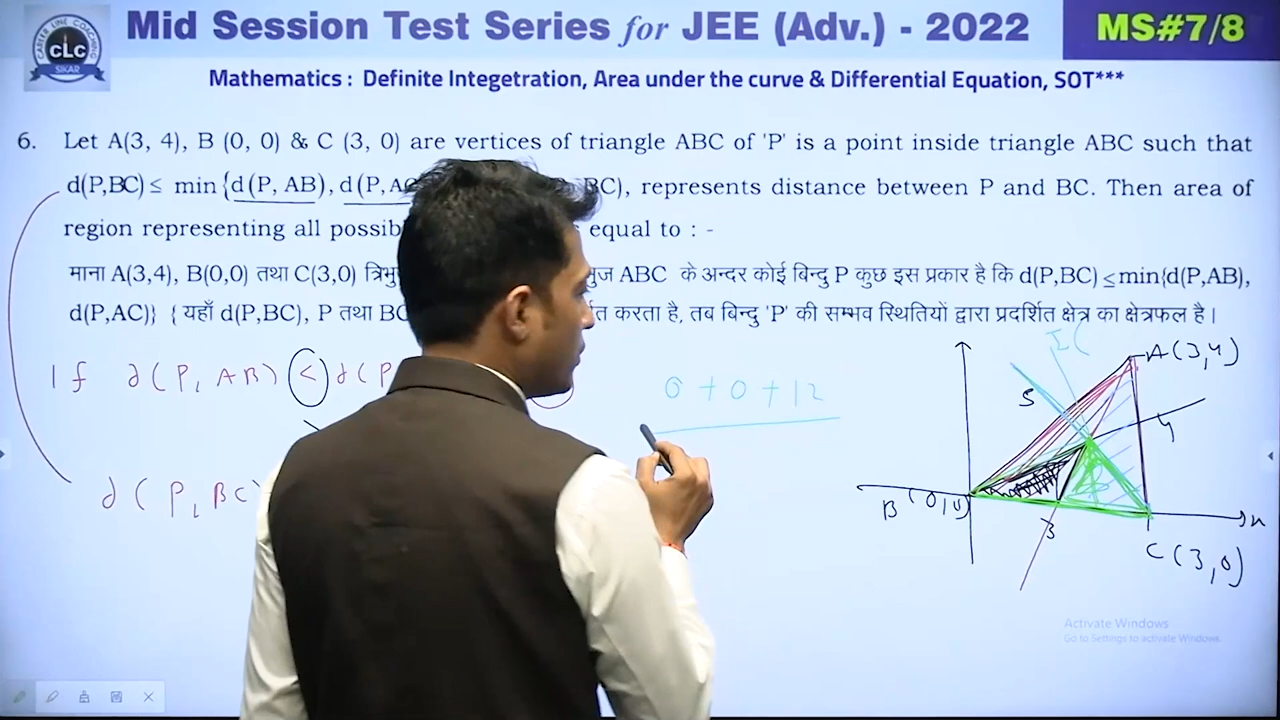 Mid Session Test Series for JEE (Adv.) - 2022
MS#7/8
CAREER LINE COACHING
CLC
SIKAR
Mathematics : Definite Integetration, Area under the curve & Differential Equation, SOT***
6. Let A(3, 4), B (0, 0) & C (3, 0) are vertices of triangle ABC of 'P' is a point inside triangle ABC such that
d(P,BC) ≤ min {d (P, AB), d (P, AC BC), represents distance between P and BC. Then area of
region representing all possib equal to : -
माना A(3,4), B(0,0) तथा C(3,0) ABC के अन्दर कोई बिन्दु P कुछ इस प्रकार है कि d(P,BC) ≤min{d(P,AB),
d(P,AC)} { यहाँ d(P,BC), P तथा BC करता है, तब बिन्दु 'P' की सम्भव स्थितियों द्वारा प्रदर्शित क्षेत्र का क्षेत्रफल है।
If d(P, AB) < d(P
6 + 0 + 12
d(P, BC)
I(
A(3,4)
5
4
B (0,0)
3
x
C(3,0)
Activate Windows
Go to Settings to activate Windows.